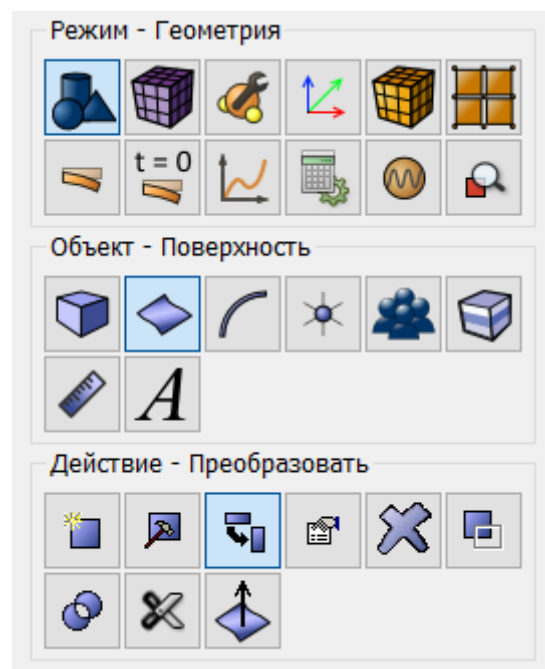 Режим - Геометрия
t = 0
Объект - Поверхность
A
Действие - Преобразовать